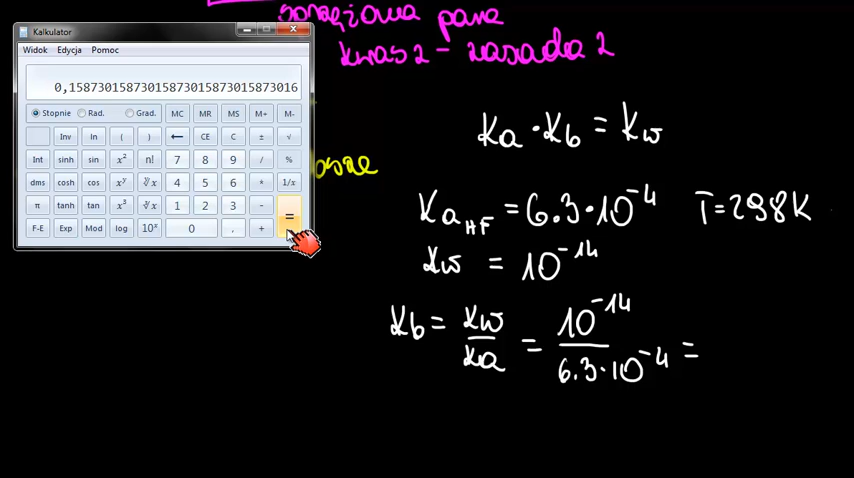 sprzężona para
kwas 2 - zasada 2
Kalkulator
Widok Edycja Pomoc
0,15873015873015873015873015873016
Stopnie Rad. Grad. MC MR MS M+ M-
Inv ln ( ) ← CE C ± √
Int sinh sin x² n! 7 8 9 / %
dms cosh cos xʸ ʸ√x 4 5 6 * 1/x
π tanh tan x³ ³√x 1 2 3 - =
F-E Exp Mod log 10ˣ 0 , +
Ka · Kb = Kw
Ka HF = 6.3 · 10⁻⁴ T = 298K
Kw = 10⁻¹⁴
Kb = Kw/Ka = 10⁻¹⁴/6.3 · 10⁻⁴ =